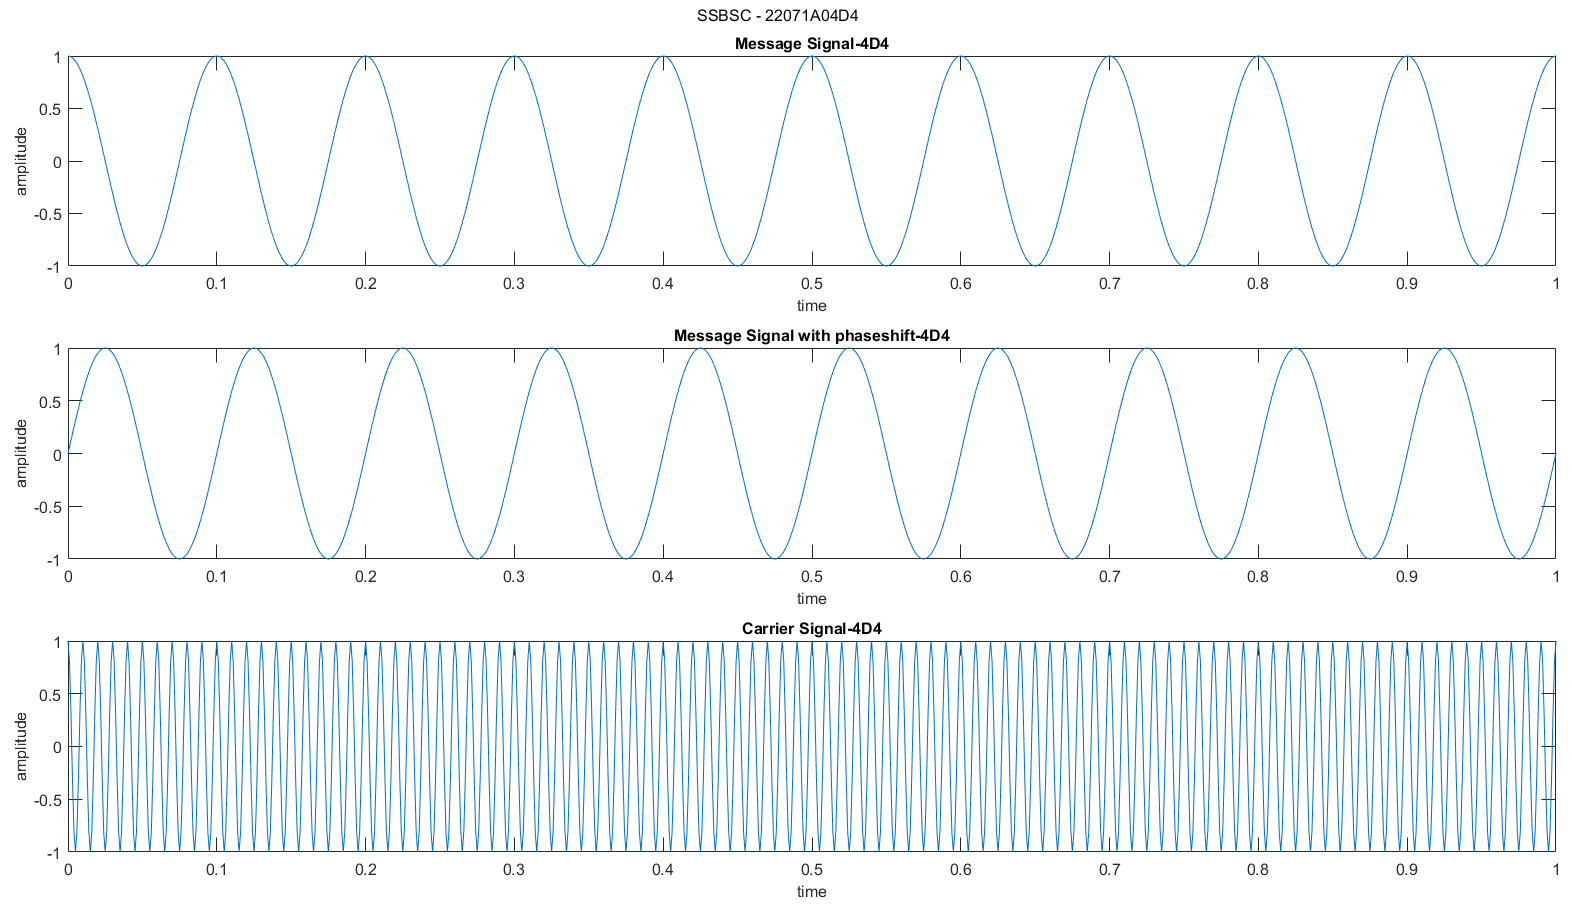 SSBSC - 22071A04D4
Message Signal-4D4
1
0.5
0
-0.5
-1
amplitude
0 0.1 0.2 0.3 0.4 0.5 0.6 0.7 0.8 0.9 1
time
Message Signal with phaseshift-4D4
1
0.5
0
-0.5
-1
amplitude
0 0.1 0.2 0.3 0.4 0.5 0.6 0.7 0.8 0.9 1
time
Carrier Signal-4D4
1
0.5
0
-0.5
-1
amplitude
0 0.1 0.2 0.3 0.4 0.5 0.6 0.7 0.8 0.9 1
time